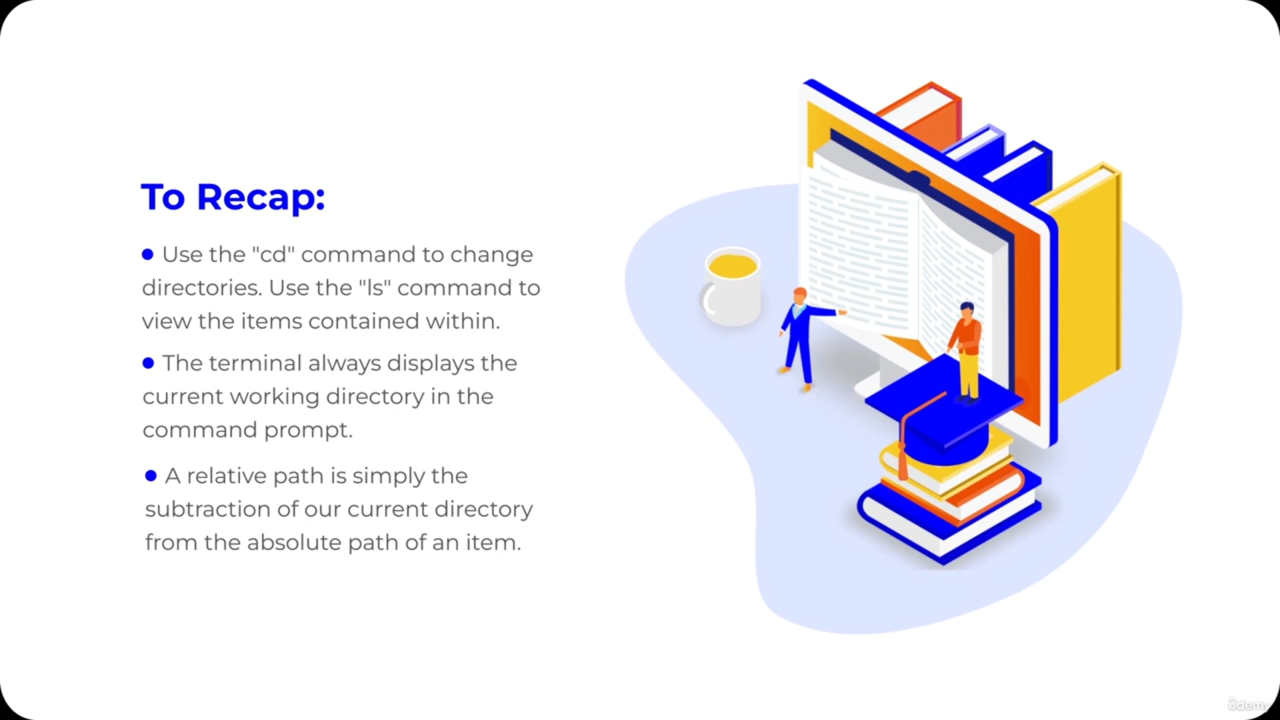 To Recap:
● Use the "cd" command to change
directories. Use the "ls" command to
view the items contained within.
● The terminal always displays the
current working directory in the
command prompt.
● A relative path is simply the
subtraction of our current directory
from the absolute path of an item.
ûdemy